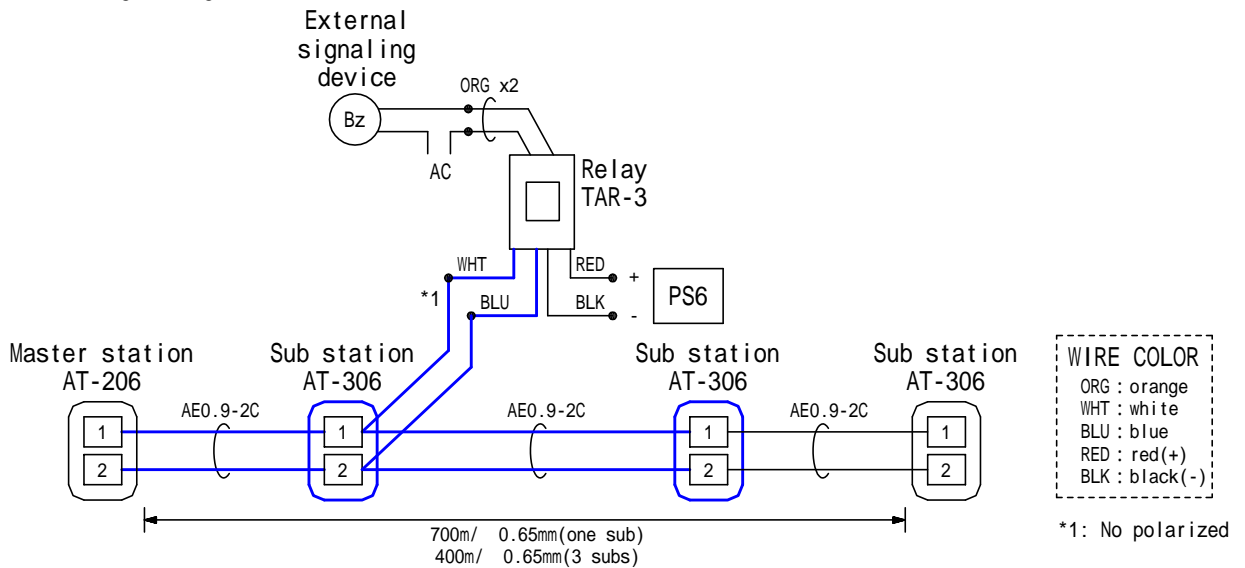 External
signaling
device
ORG x2
Bz
AC
Relay
TAR-3
WHT
RED
+
*1
BLU
BLK
-
PS6
Master station
AT-206
Sub station
AT-306
Sub station
AT-306
Sub station
AT-306
AE0.9-2C
AE0.9-2C
AE0.9-2C
1
1
1
1
2
2
2
2
700m/ 0.65mm(one sub)
400m/ 0.65mm(3 subs)
WIRE COLOR
ORG : orange
WHT : white
BLU : blue
RED : red(+)
BLK : black(-)
*1: No polarized